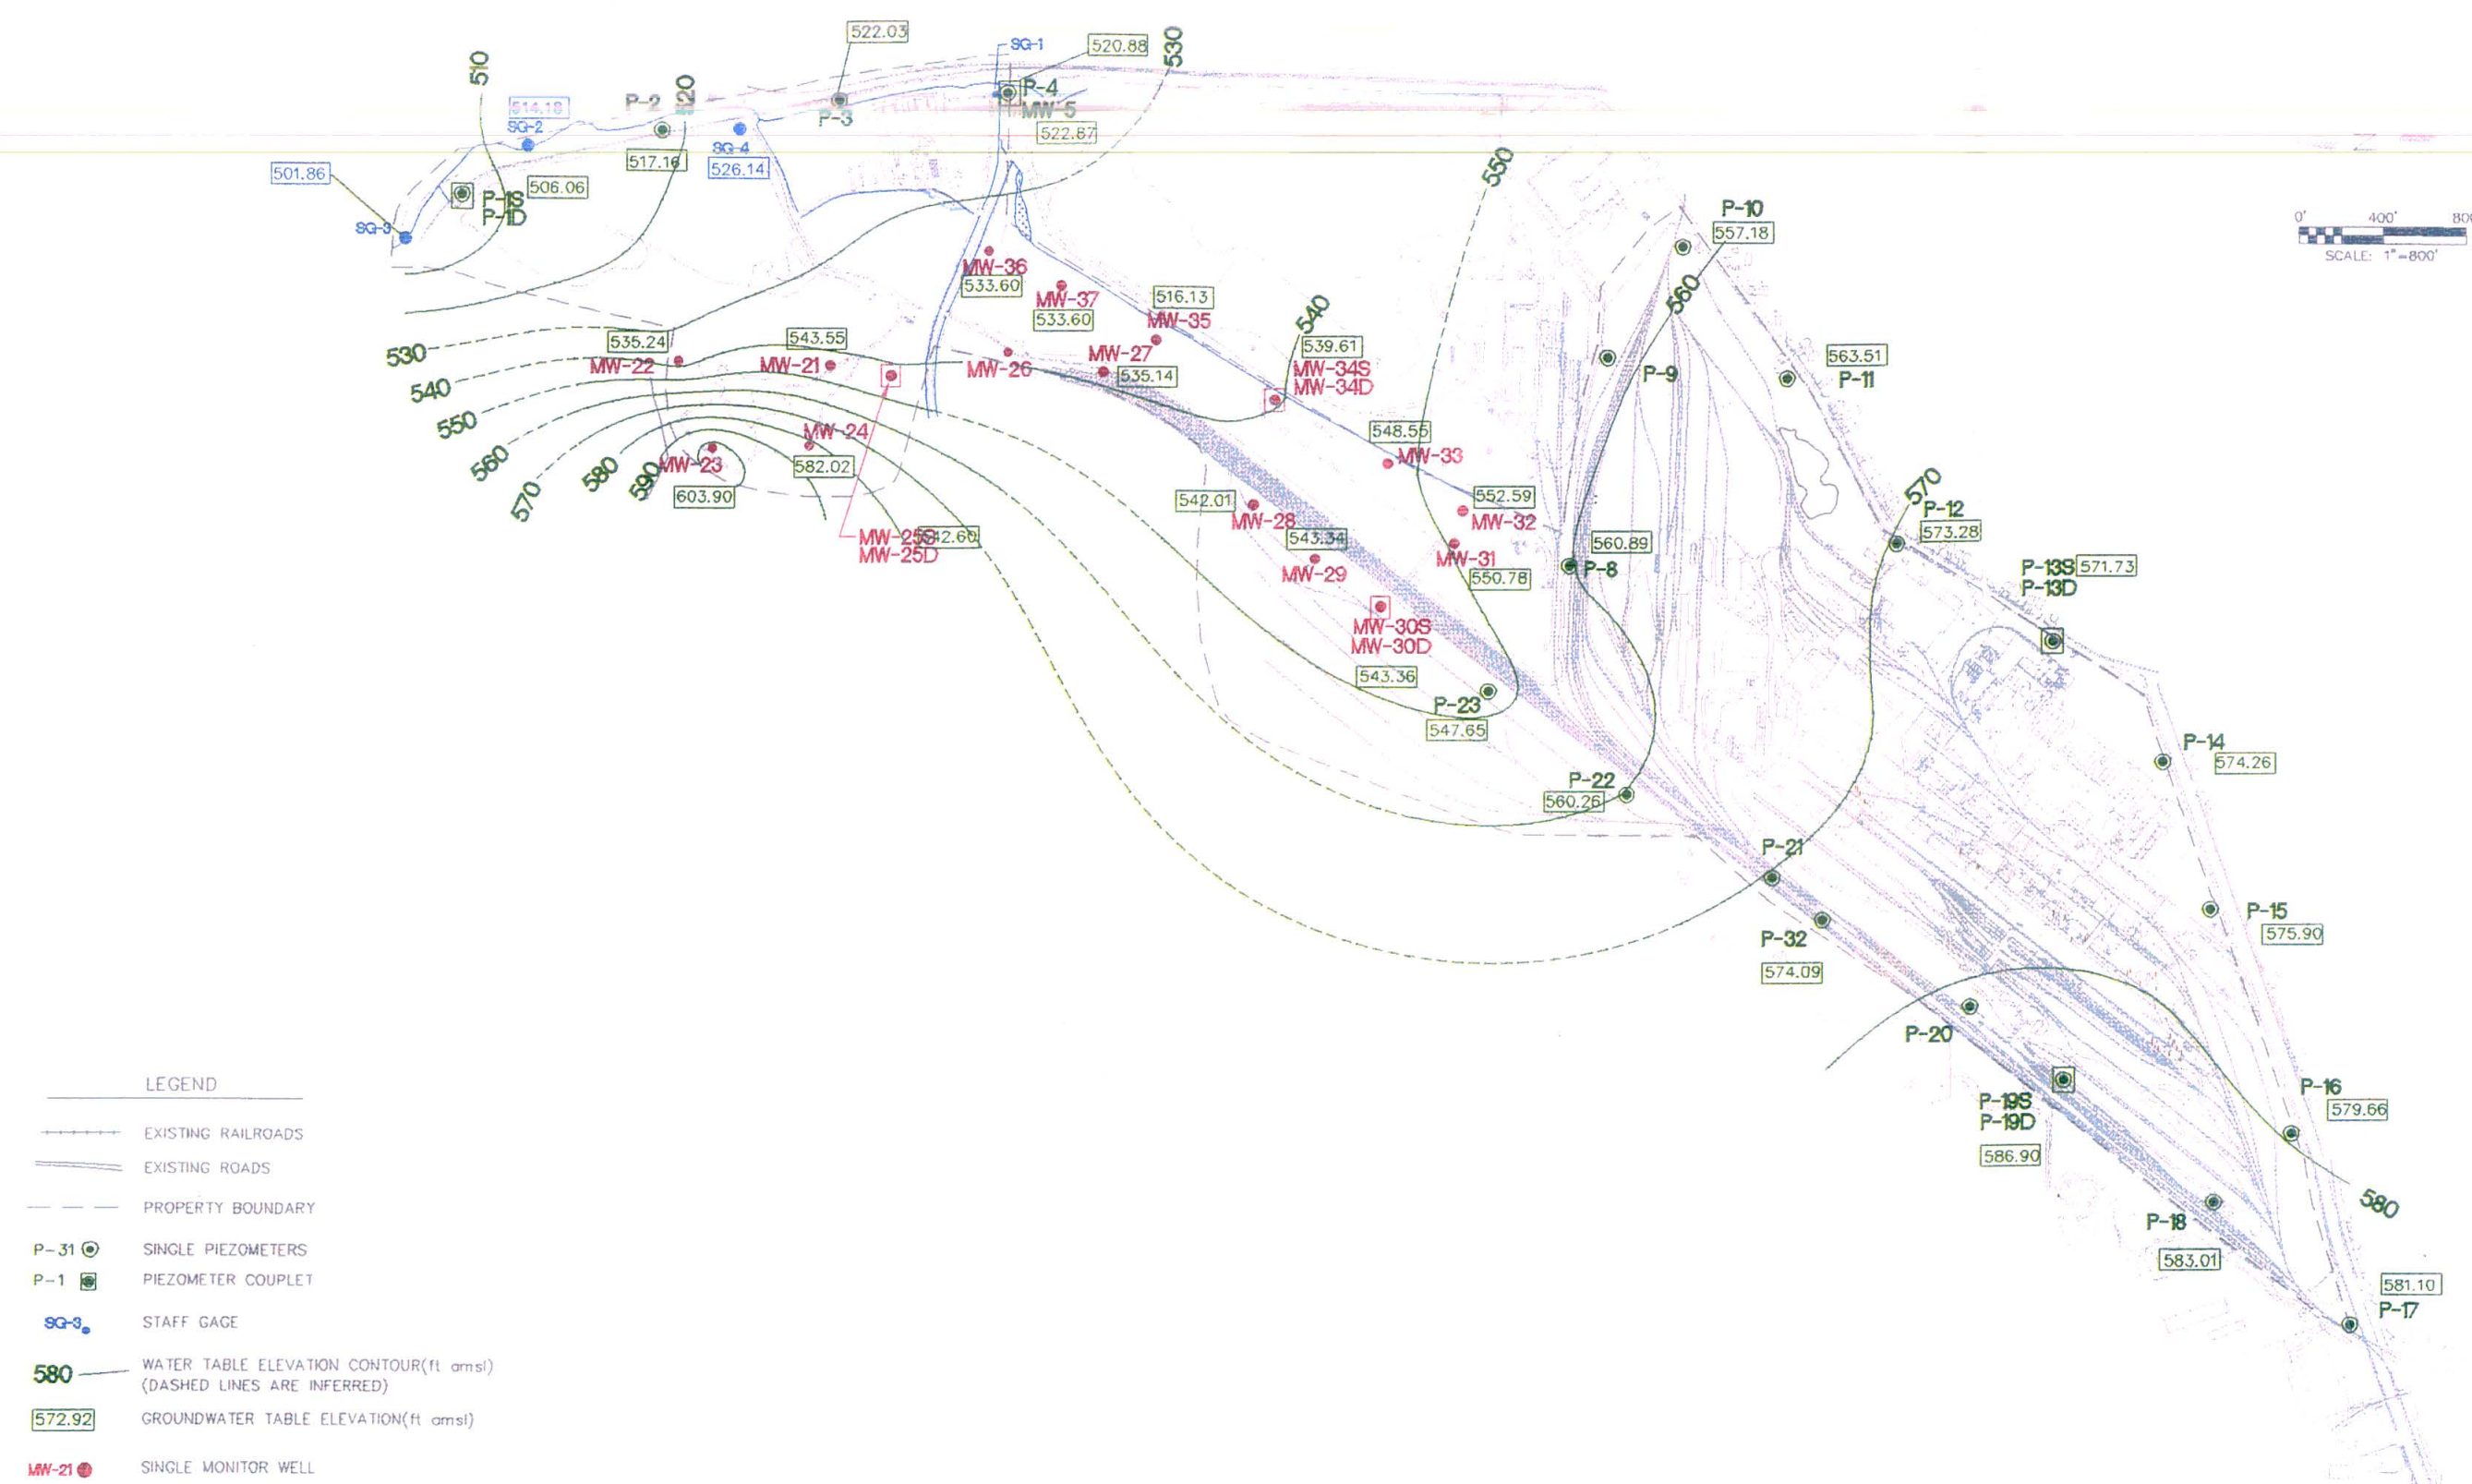 522.03
SG-1
520.88
530
510
520
P-4
MW-5
514.18
P-2
P-3
SG-2
522.87
SG-4
517.16
526.14
501.86
506.06
P-1S
P-1D
SG-3
550
P-10
557.18
0' 400' 800
SCALE: 1"=800'
MW-36
533.60
MW-37
533.60
516.13
MW-35
560
540
539.61
530
535.24
543.55
MW-22
MW-21
MW-26
MW-27
535.14
MW-34S
MW-34D
P-9
563.51
P-11
540
550
548.55
MW-33
MW-24
560
580
590
MW-23
582.02
570
603.90
542.01
MW-28
552.59
MW-32
570
P-12
573.28
MW-25S
MW-25D
542.60
543.34
MW-29
MW-31
550.78
560.89
P-8
P-13S
P-13D
571.73
MW-30S
MW-30D
543.36
P-23
547.65
P-14
574.26
P-22
560.26
P-21
P-15
575.90
P-32
574.09
P-20
P-19S
P-19D
586.90
P-16
579.66
580
P-18
583.01
581.10
P-17
LEGEND
EXISTING RAILROADS
EXISTING ROADS
PROPERTY BOUNDARY
P-31 SINGLE PIEZOMETERS
P-1 PIEZOMETER COUPLET
SG-3 STAFF GAGE
580 WATER TABLE ELEVATION CONTOUR(ft amsl)
(DASHED LINES ARE INFERRED)
572.92 GROUNDWATER TABLE ELEVATION(ft amsl)
MW-21 SINGLE MONITOR WELL